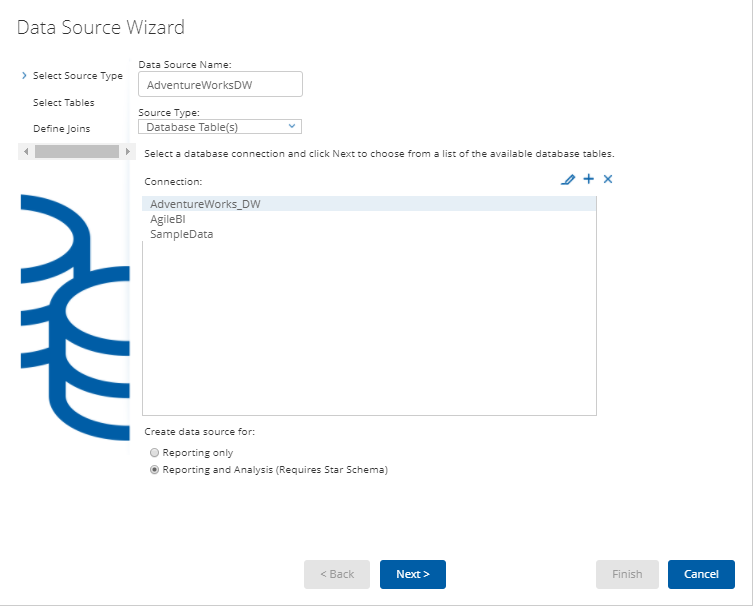 Data Source Wizard
Select Source Type
Select Tables
Define Joins
Data Source Name:
AdventureWorksDW
Source Type:
Database Table(s)
Select a database connection and click Next to choose from a list of the available database tables.
Connection:
AdventureWorks_DW
AgileBI
SampleData
Create data source for:
Reporting only
Reporting and Analysis (Requires Star Schema)
< Back
Next >
Finish
Cancel